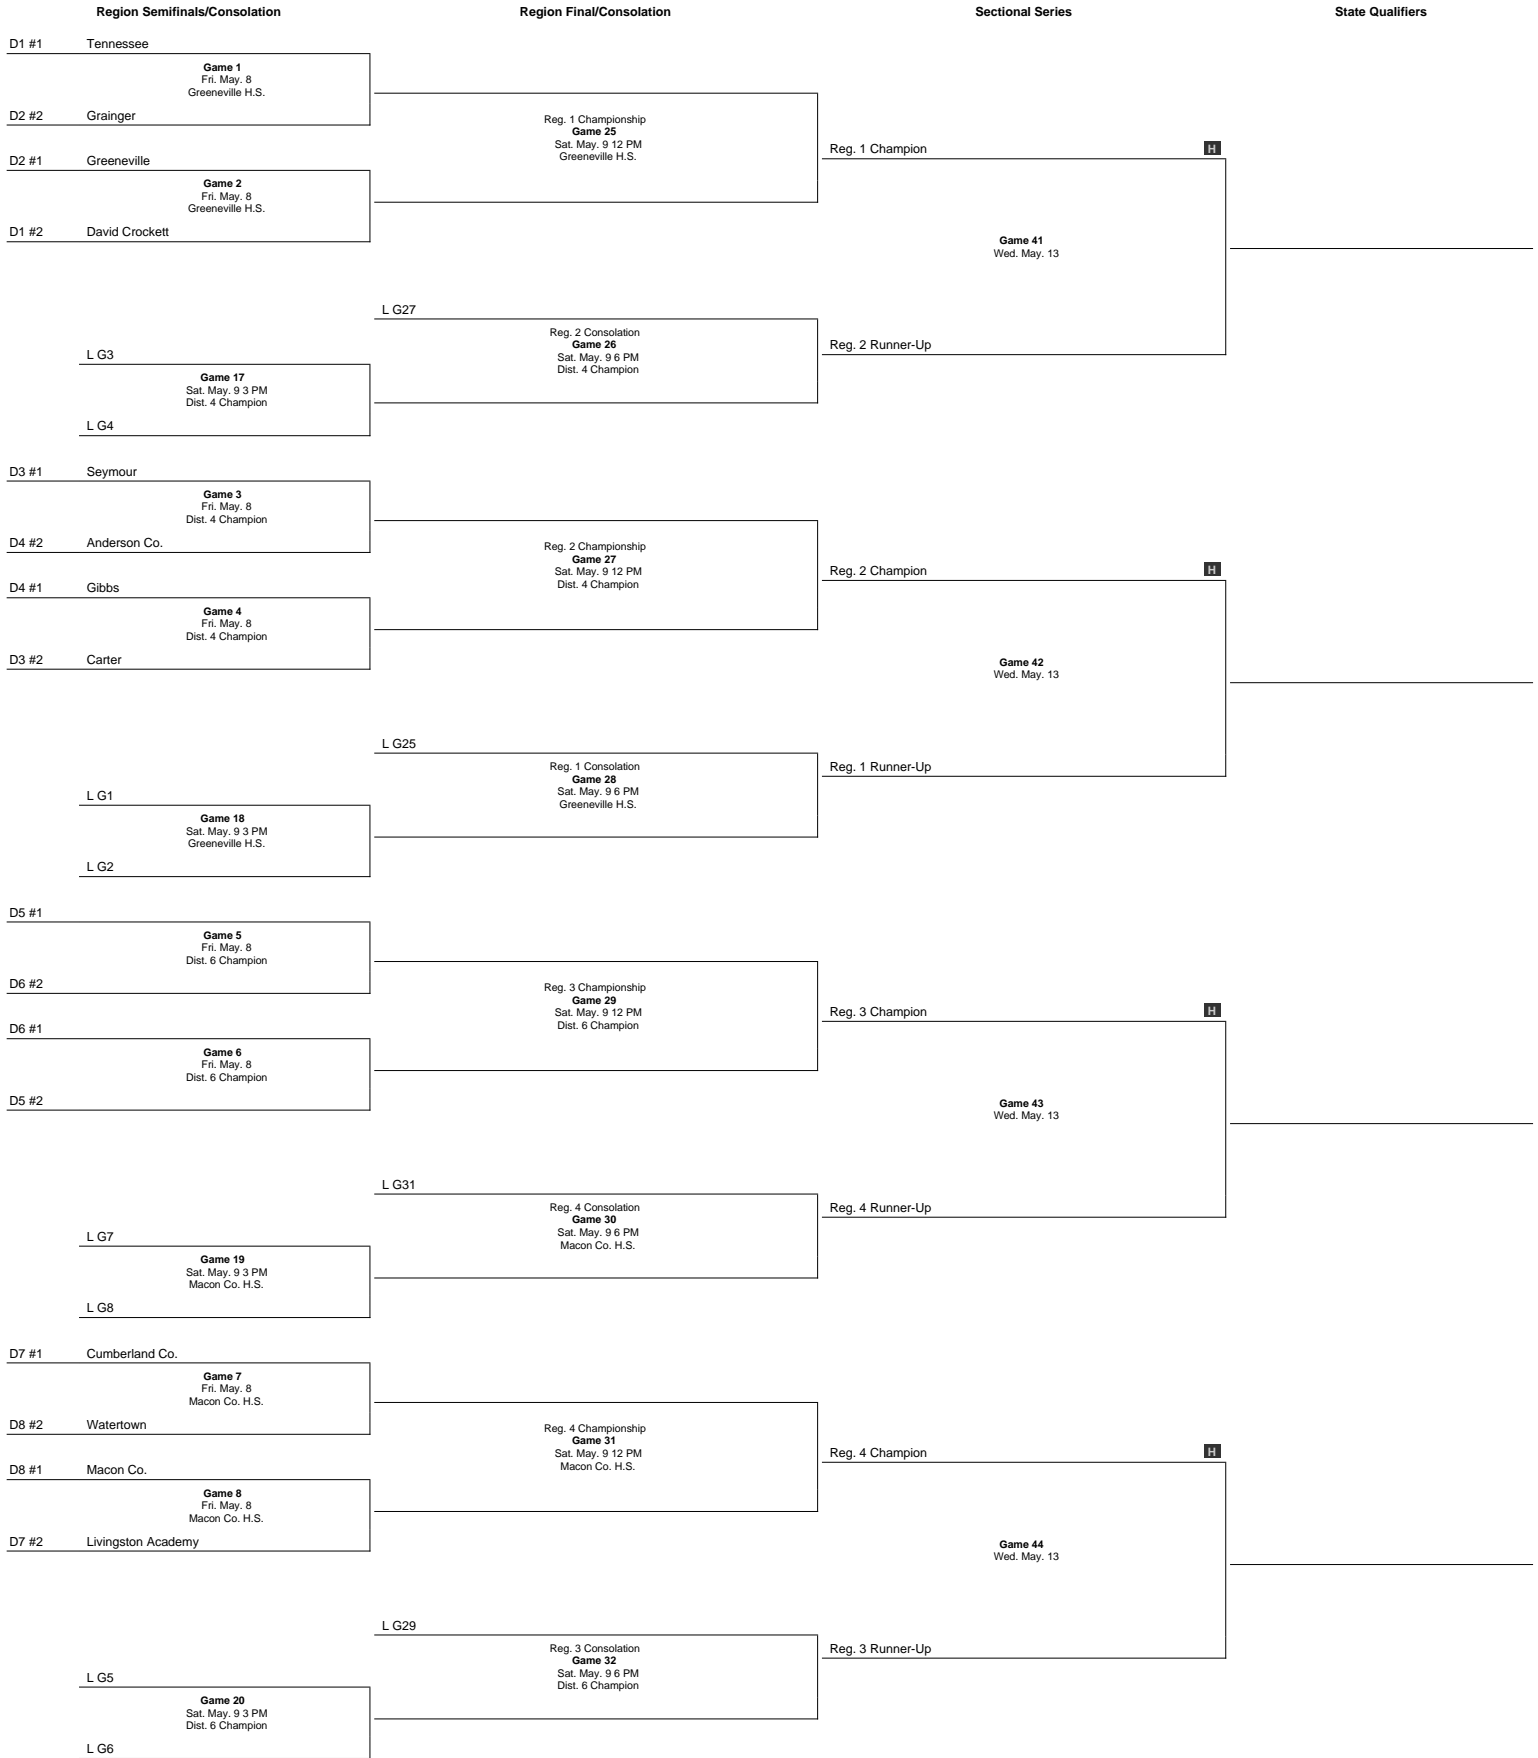 Region Semifinals/Consolation Region Final/Consolation Sectional Series State Qualifiers
D1 #1 Tennessee
Game 1
Fri. May. 8
Greeneville H.S.
D2 #2 Grainger
Reg. 1 Championship
Game 25
Sat. May. 9 12 PM
Greeneville H.S.
Reg. 1 Champion H
D2 #1 Greeneville
Game 2
Fri. May. 8
Greeneville H.S.
D1 #2 David Crockett
Game 41
Wed. May. 13
L G27
Reg. 2 Consolation
Game 26
Sat. May. 9 6 PM
Dist. 4 Champion
Reg. 2 Runner-Up
L G3
Game 17
Sat. May. 9 3 PM
Dist. 4 Champion
L G4
D3 #1 Seymour
Game 3
Fri. May. 8
Dist. 4 Champion
D4 #2 Anderson Co.
Reg. 2 Championship
Game 27
Sat. May. 9 12 PM
Dist. 4 Champion
Reg. 2 Champion H
D4 #1 Gibbs
Game 4
Fri. May. 8
Dist. 4 Champion
D3 #2 Carter
Game 42
Wed. May. 13
L G25
Reg. 1 Consolation
Game 28
Sat. May. 9 6 PM
Greeneville H.S.
Reg. 1 Runner-Up
L G1
Game 18
Sat. May. 9 3 PM
Greeneville H.S.
L G2
D5 #1
Game 5
Fri. May. 8
Dist. 6 Champion
D6 #2
Reg. 3 Championship
Game 29
Sat. May. 9 12 PM
Dist. 6 Champion
Reg. 3 Champion H
D6 #1
Game 6
Fri. May. 8
Dist. 6 Champion
D5 #2
Game 43
Wed. May. 13
L G31
Reg. 4 Consolation
Game 30
Sat. May. 9 6 PM
Macon Co. H.S.
Reg. 4 Runner-Up
L G7
Game 19
Sat. May. 9 3 PM
Macon Co. H.S.
L G8
D7 #1 Cumberland Co.
Game 7
Fri. May. 8
Macon Co. H.S.
D8 #2 Watertown
Reg. 4 Championship
Game 31
Sat. May. 9 12 PM
Macon Co. H.S.
Reg. 4 Champion H
D8 #1 Macon Co.
Game 8
Fri. May. 8
Macon Co. H.S.
D7 #2 Livingston Academy
Game 44
Wed. May. 13
L G29
Reg. 3 Consolation
Game 32
Sat. May. 9 6 PM
Dist. 6 Champion
Reg. 3 Runner-Up
L G5
Game 20
Sat. May. 9 3 PM
Dist. 6 Champion
L G6